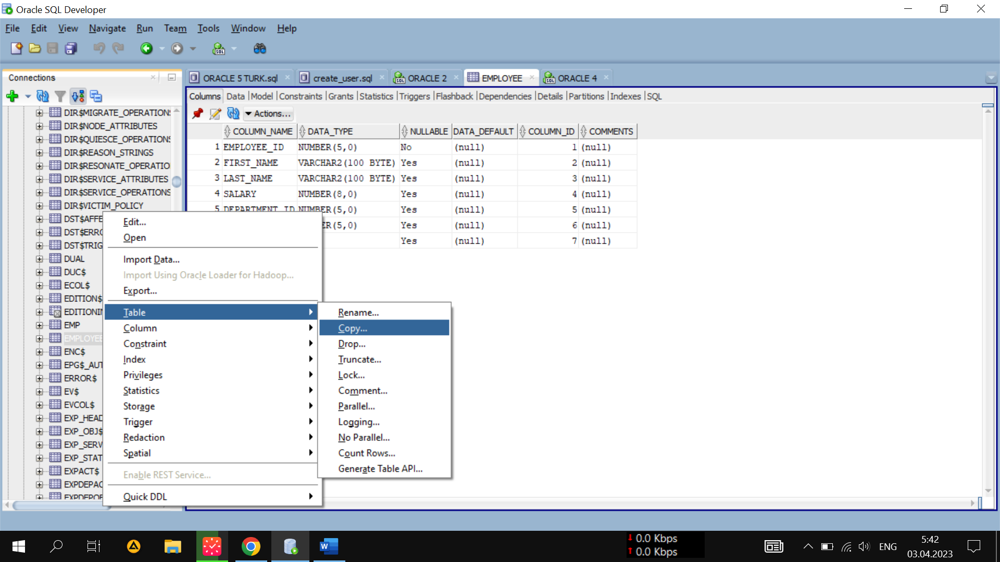 Oracle SQL Developer
File Edit View Navigate Run Team Tools Window Help
Connections
ORACLE 5 TURK.sql
create_user.sql
ORACLE 2
EMPLOYEE
ORACLE 4
Columns Data Model Constraints Grants Statistics Triggers Flashback Dependencies Details Partitions Indexes SQL
Actions...
COLUMN_NAME DATA_TYPE NULLABLE DATA_DEFAULT COLUMN_ID COMMENTS
1 EMPLOYEE_ID NUMBER(5,0) No (null) 1 (null)
2 FIRST_NAME VARCHAR2(100 BYTE) Yes (null) 2 (null)
3 LAST_NAME VARCHAR2(100 BYTE) Yes (null) 3 (null)
4 SALARY NUMBER(8,0) Yes (null) 4 (null)
5 DEPARTMENT_ID NUMBER(5,0) Yes (null) 5 (null)
ER(5,0) Yes (null) 6 (null)
Yes (null) 7 (null)
DIR$MIGRATE_OPERATIONS
DIR$NODE_ATTRIBUTES
DIR$QUIESCE_OPERATIONS
DIR$REASON_STRINGS
DIR$RESONATE_OPERATIO
DIR$SERVICE_ATTRIBUTES
DIR$SERVICE_OPERATIONS
DIR$VICTIM_POLICY
DST$AFFE
DST$ERRO
DST$TRIG
DUAL
DUC$
ECOL$
EDITION$
EDITIONIN
EMP
EMPLOYEE
ENC$
EPG$_AUT
ERROR$
EV$
EVCOL$
EXP_HEAD
EXP_OBJ$
EXP_SERV
EXP_STAT
EXPACT$
EXPDEPAC
EXPDEPOB
Edit...
Open
Import Data...
Import Using Oracle Loader for Hadoop...
Export...
Table
Column
Constraint
Index
Privileges
Statistics
Storage
Trigger
Redaction
Spatial
Enable REST Service...
Quick DDL
Rename...
Copy...
Drop...
Truncate...
Lock...
Comment...
Parallel...
Logging...
No Parallel...
Count Rows...
Generate Table API...
0.0 Kbps
0.0 Kbps
ENG
5:42
03.04.2023